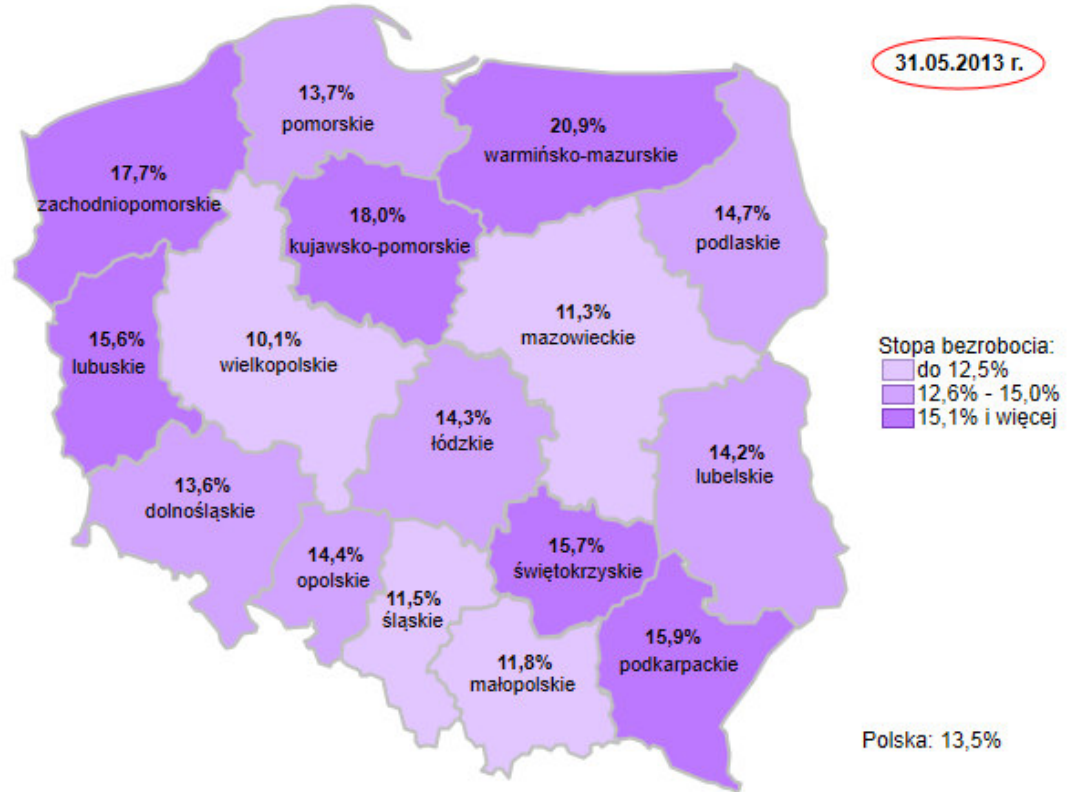 31.05.2013 r.
13,7%
pomorskie
20,9%
warmińsko-mazurskie
17,7%
zachodniopomorskie
18,0%
kujawsko-pomorskie
14,7%
podlaskie
15,6%
lubuskie
10,1%
wielkopolskie
11,3%
mazowieckie
Stopa bezrobocia:
do 12,5%
12,6% - 15,0%
15,1% i więcej
14,3%
łódzkie
14,2%
lubelskie
13,6%
dolnośląskie
14,4%
opolskie
11,5%
śląskie
15,7%
świętokrzyskie
11,8%
małopolskie
15,9%
podkarpackie
Polska: 13,5%